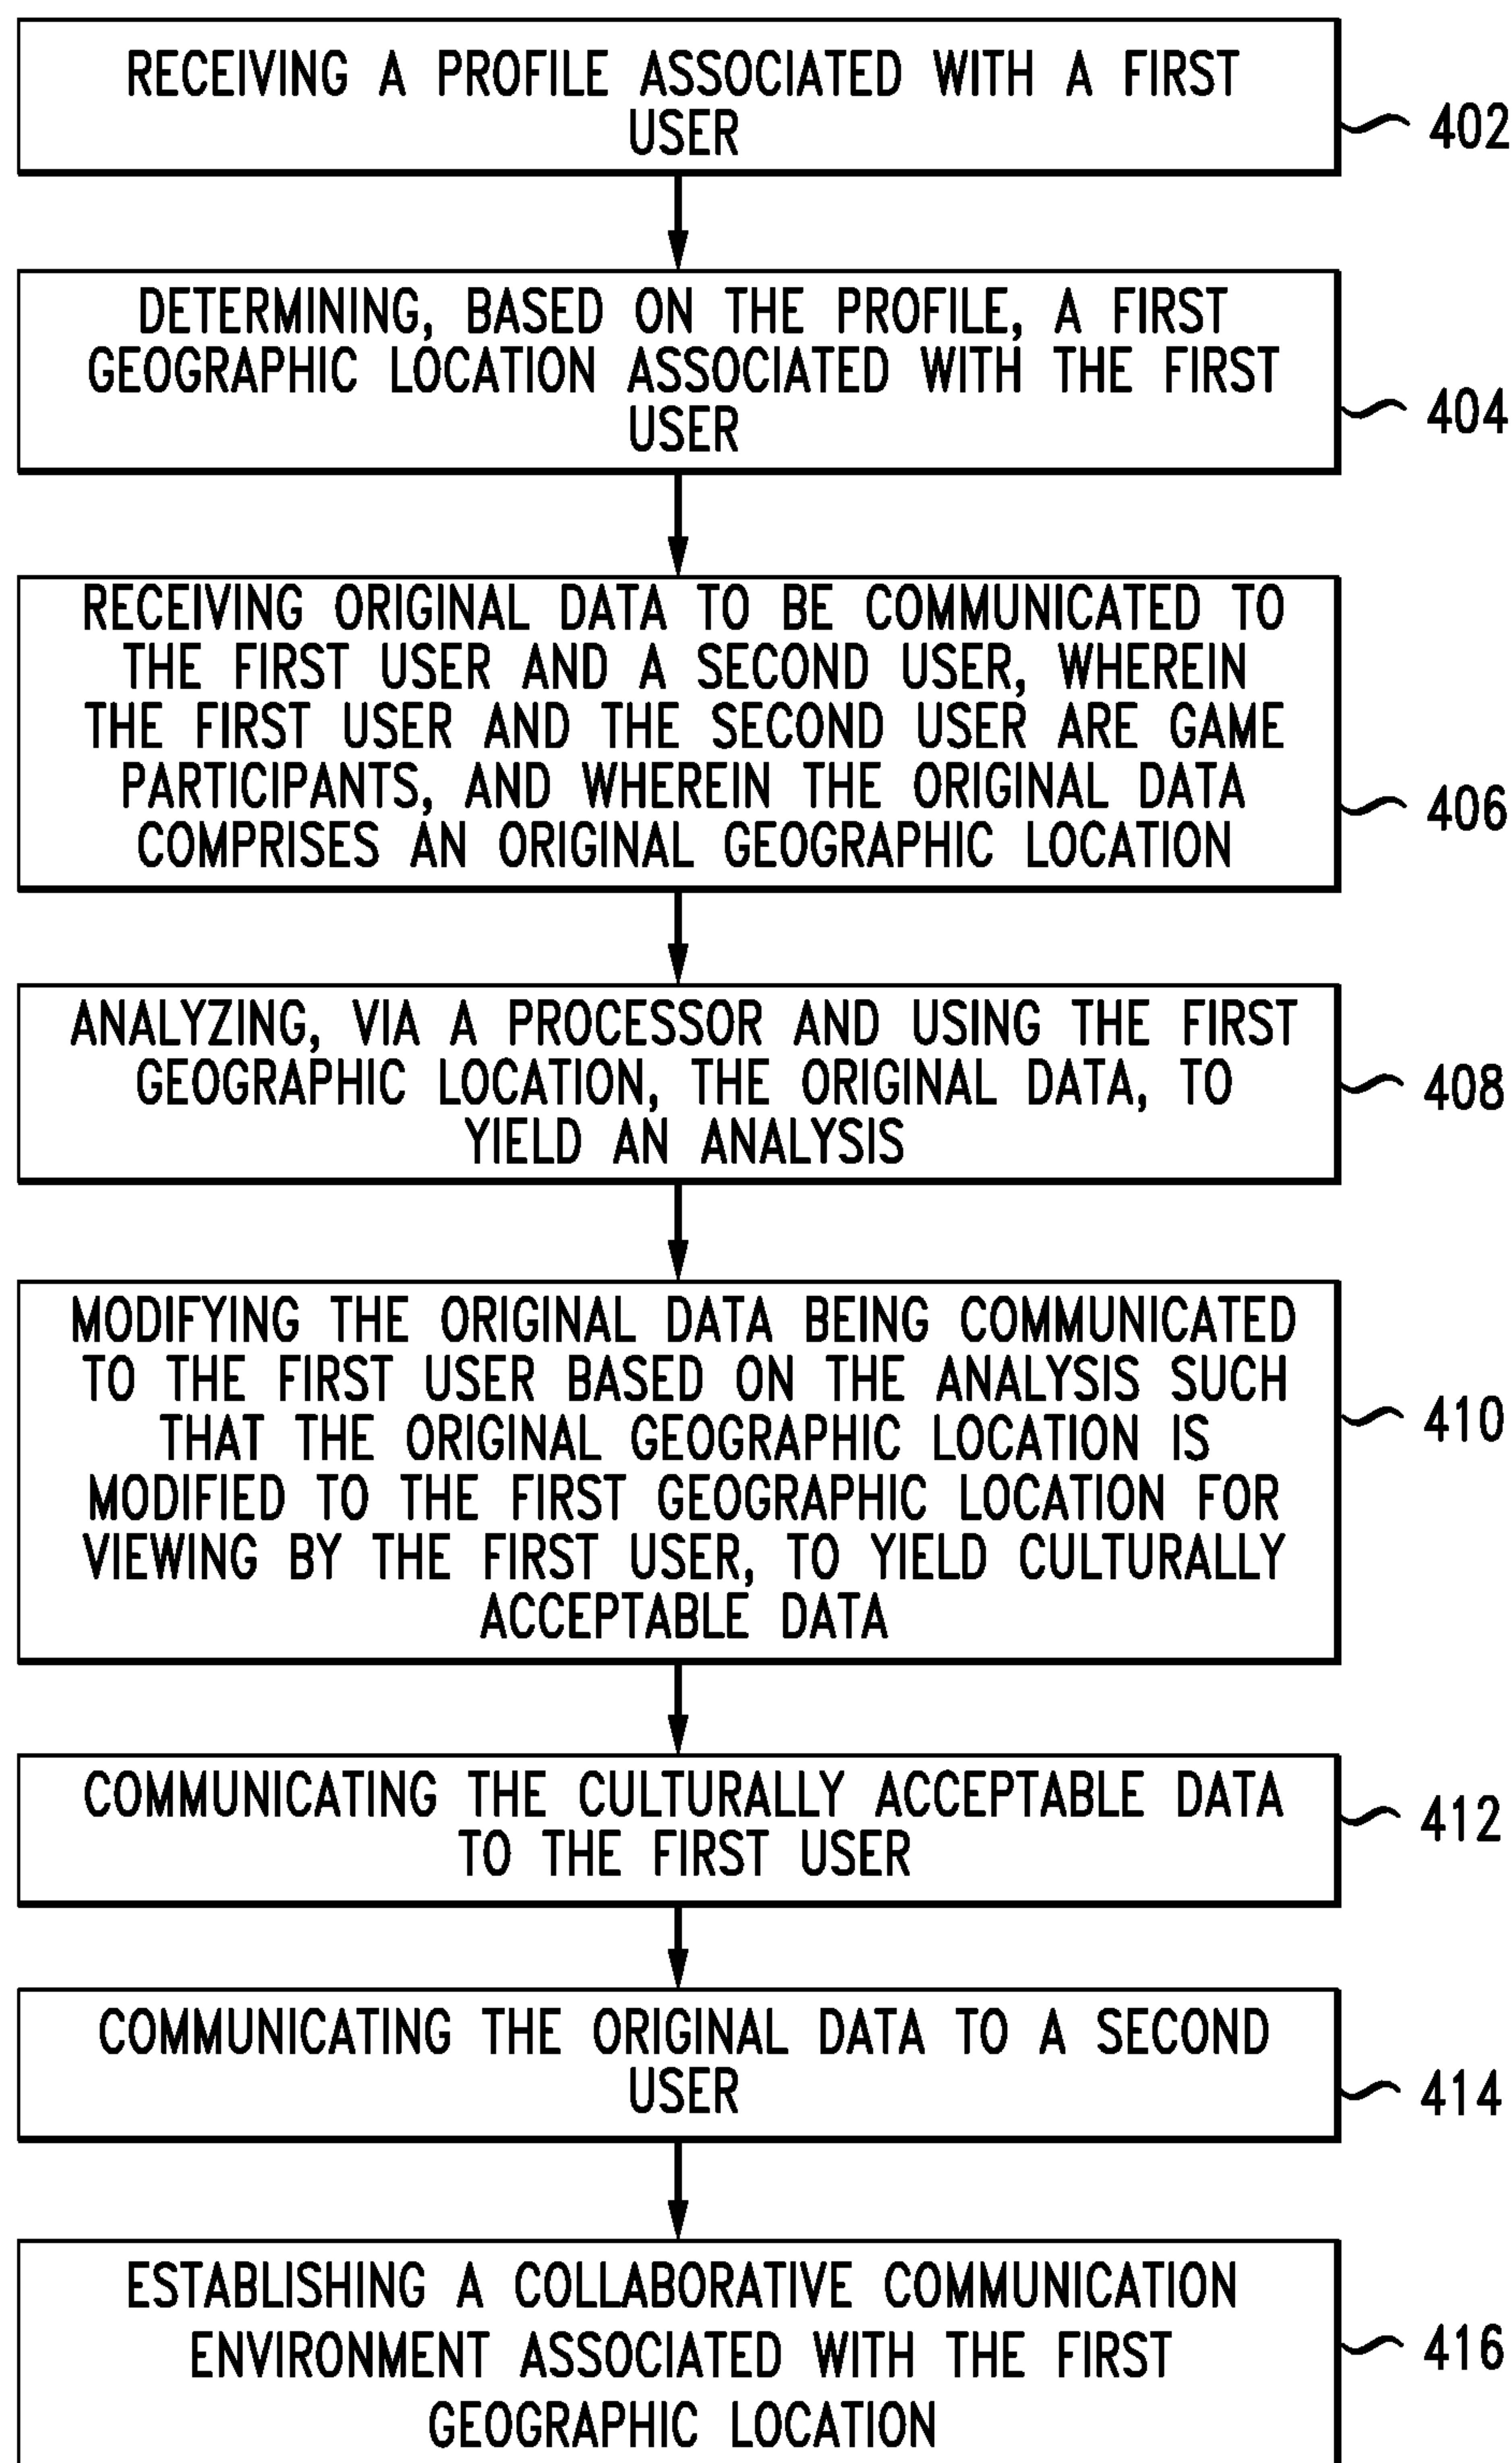 RECEIVING A PROFILE ASSOCIATED WITH A FIRST
USER
402
DETERMINING, BASED ON THE PROFILE, A FIRST
GEOGRAPHIC LOCATION ASSOCIATED WITH THE FIRST
USER
404
RECEIVING ORIGINAL DATA TO BE COMMUNICATED TO
THE FIRST USER AND A SECOND USER, WHEREIN
THE FIRST USER AND THE SECOND USER ARE GAME
PARTICIPANTS, AND WHEREIN THE ORIGINAL DATA
COMPRISES AN ORIGINAL GEOGRAPHIC LOCATION
406
ANALYZING, VIA A PROCESSOR AND USING THE FIRST
GEOGRAPHIC LOCATION, THE ORIGINAL DATA, TO
YIELD AN ANALYSIS
408
MODIFYING THE ORIGINAL DATA BEING COMMUNICATED
TO THE FIRST USER BASED ON THE ANALYSIS SUCH
THAT THE ORIGINAL GEOGRAPHIC LOCATION IS
MODIFIED TO THE FIRST GEOGRAPHIC LOCATION FOR
VIEWING BY THE FIRST USER, TO YIELD CULTURALLY
ACCEPTABLE DATA
410
COMMUNICATING THE CULTURALLY ACCEPTABLE DATA
TO THE FIRST USER
412
COMMUNICATING THE ORIGINAL DATA TO A SECOND
USER
414
ESTABLISHING A COLLABORATIVE COMMUNICATION
ENVIRONMENT ASSOCIATED WITH THE FIRST
GEOGRAPHIC LOCATION
416